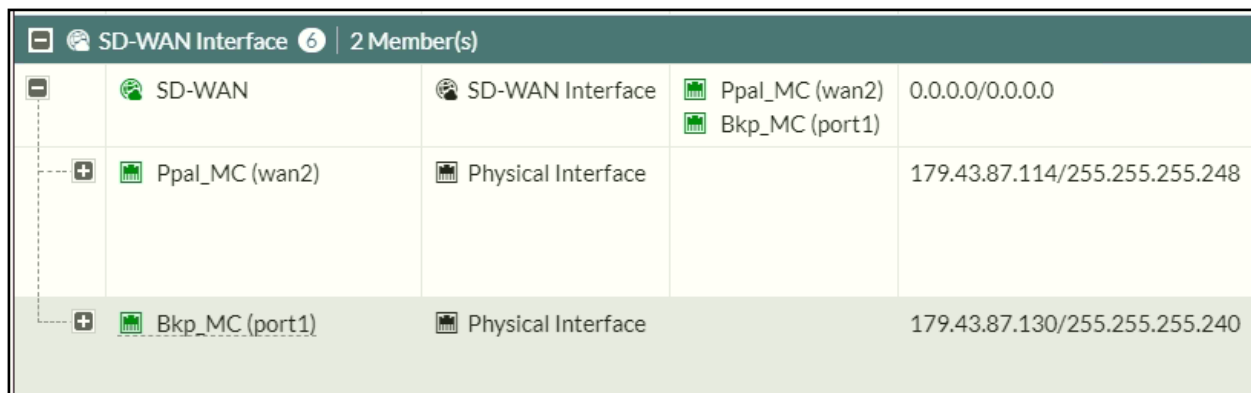 SD-WAN Interface 6 | 2 Member(s)
SD-WAN SD-WAN Interface Ppal_MC (wan2) 0.0.0.0/0.0.0.0
Bkp_MC (port1)
Ppal_MC (wan2) Physical Interface 179.43.87.114/255.255.255.248
Bkp_MC (port1) Physical Interface 179.43.87.130/255.255.255.240